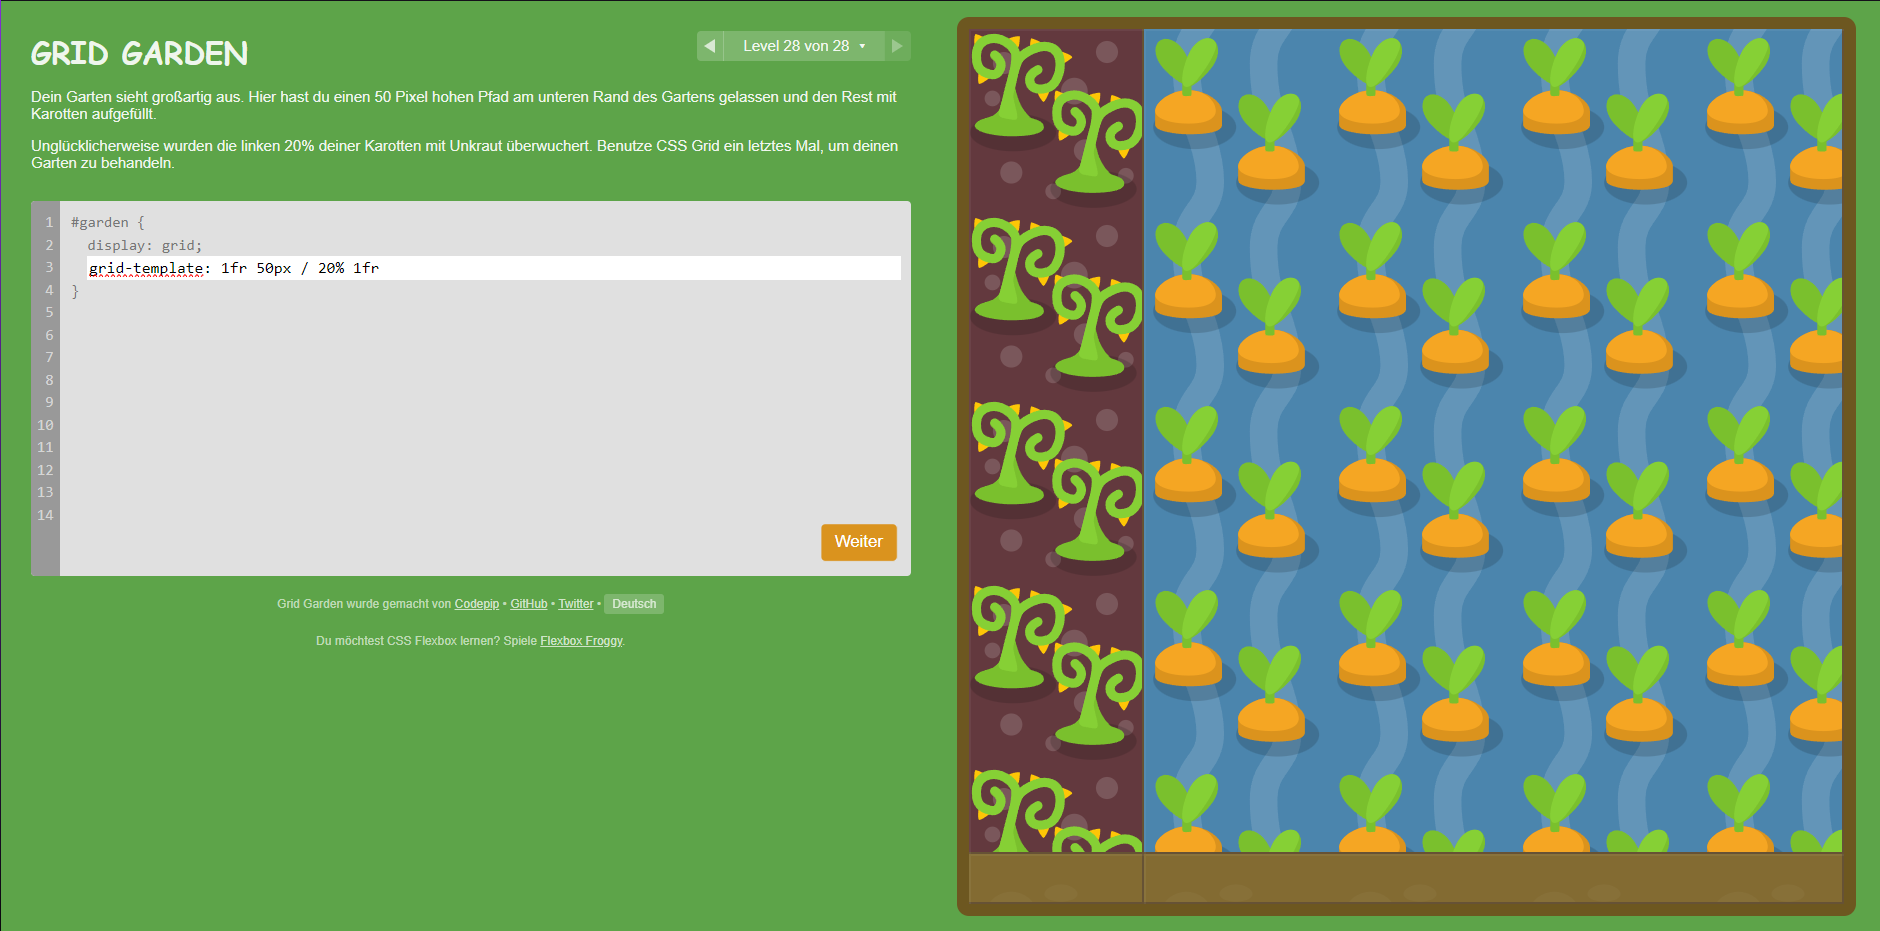 GRID GARDEN
◀ Level 28 von 28 ▾ ▶
Dein Garten sieht großartig aus. Hier hast du einen 50 Pixel hohen Pfad am unteren Rand des Gartens gelassen und den Rest mit
Karotten aufgefüllt.
Unglücklicherweise wurden die linken 20% deiner Karotten mit Unkraut überwuchert. Benutze CSS Grid ein letztes Mal, um deinen
Garten zu behandeln.
1 #garden {
2 display: grid;
3 grid-template: 1fr 50px / 20% 1fr
4 }
5
6
7
8
9
10
11
12
13
14
Weiter
Grid Garden wurde gemacht von Codepip • GitHub • Twitter • Deutsch
Du möchtest CSS Flexbox lernen? Spiele Flexbox Froggy.